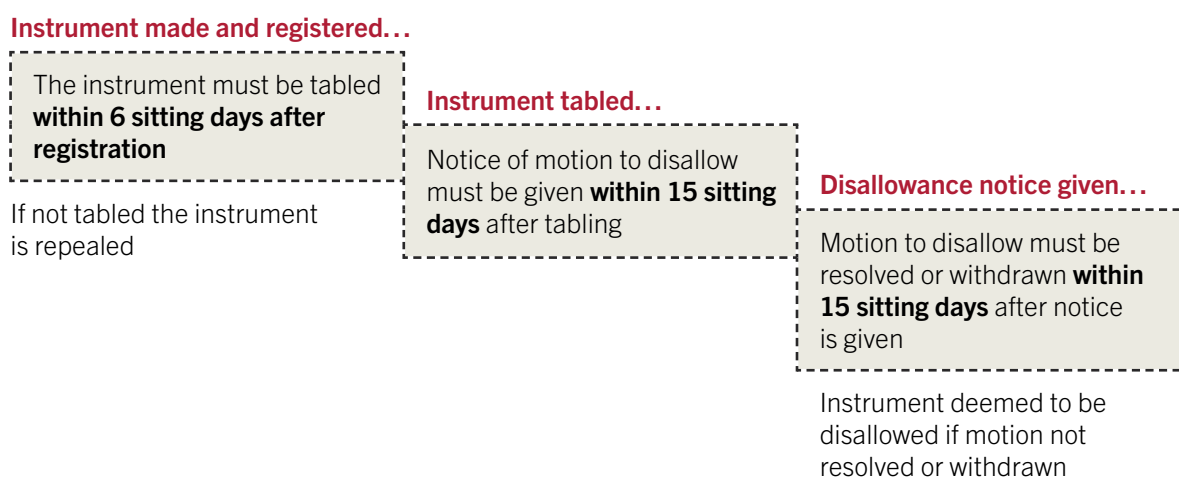 Instrument made and registered...
The instrument must be tabled
within 6 sitting days after
registration
If not tabled the instrument
is repealed
Instrument tabled...
Notice of motion to disallow
must be given within 15 sitting
days after tabling
Disallowance notice given...
Motion to disallow must be
resolved or withdrawn within
15 sitting days after notice
is given
Instrument deemed to be
disallowed if motion not
resolved or withdrawn